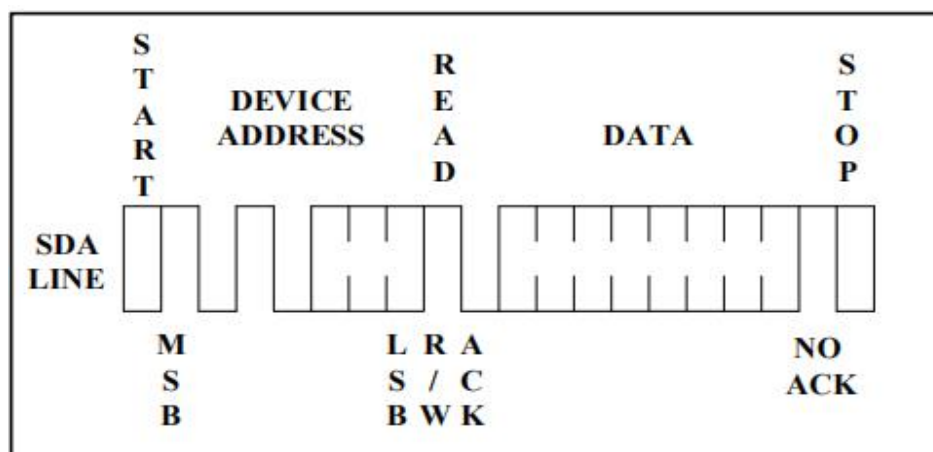 START
DEVICE
ADDRESS
READ
DATA
STOP
SDA
LINE
MSB
LSB
R/W
ACK
NO
ACK